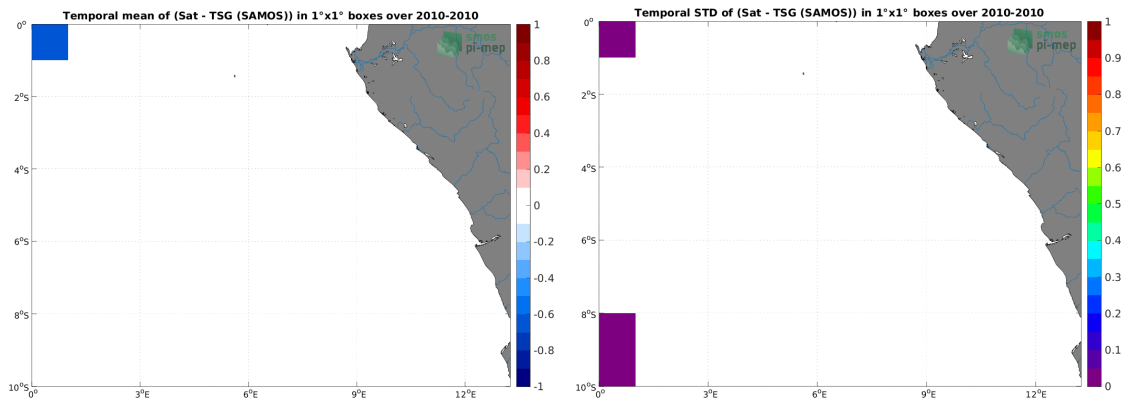 Temporal mean of (Sat - TSG (SAMOS)) in 1°x1° boxes over 2010-2010
0°
2°S
4°S
6°S
8°S
10°S
0°
3°E
6°E
9°E
12°E
smos
pi-mep
1
0.8
0.6
0.4
0.2
0
-0.2
-0.4
-0.6
-0.8
-1
Temporal STD of (Sat - TSG (SAMOS)) in 1°x1° boxes over 2010-2010
0°
2°S
4°S
6°S
8°S
10°S
0°
3°E
6°E
9°E
12°E
smos
pi-mep
1
0.9
0.8
0.7
0.6
0.5
0.4
0.3
0.2
0.1
0